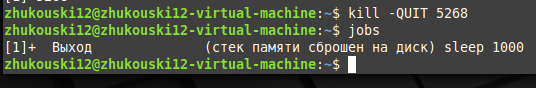 zhukouski12@zhukouski12-virtual-machine:~$ kill -QUIT 5268
zhukouski12@zhukouski12-virtual-machine:~$ jobs
[1]+  Выход              (стек памяти сброшен на диск) sleep 1000
zhukouski12@zhukouski12-virtual-machine:~$